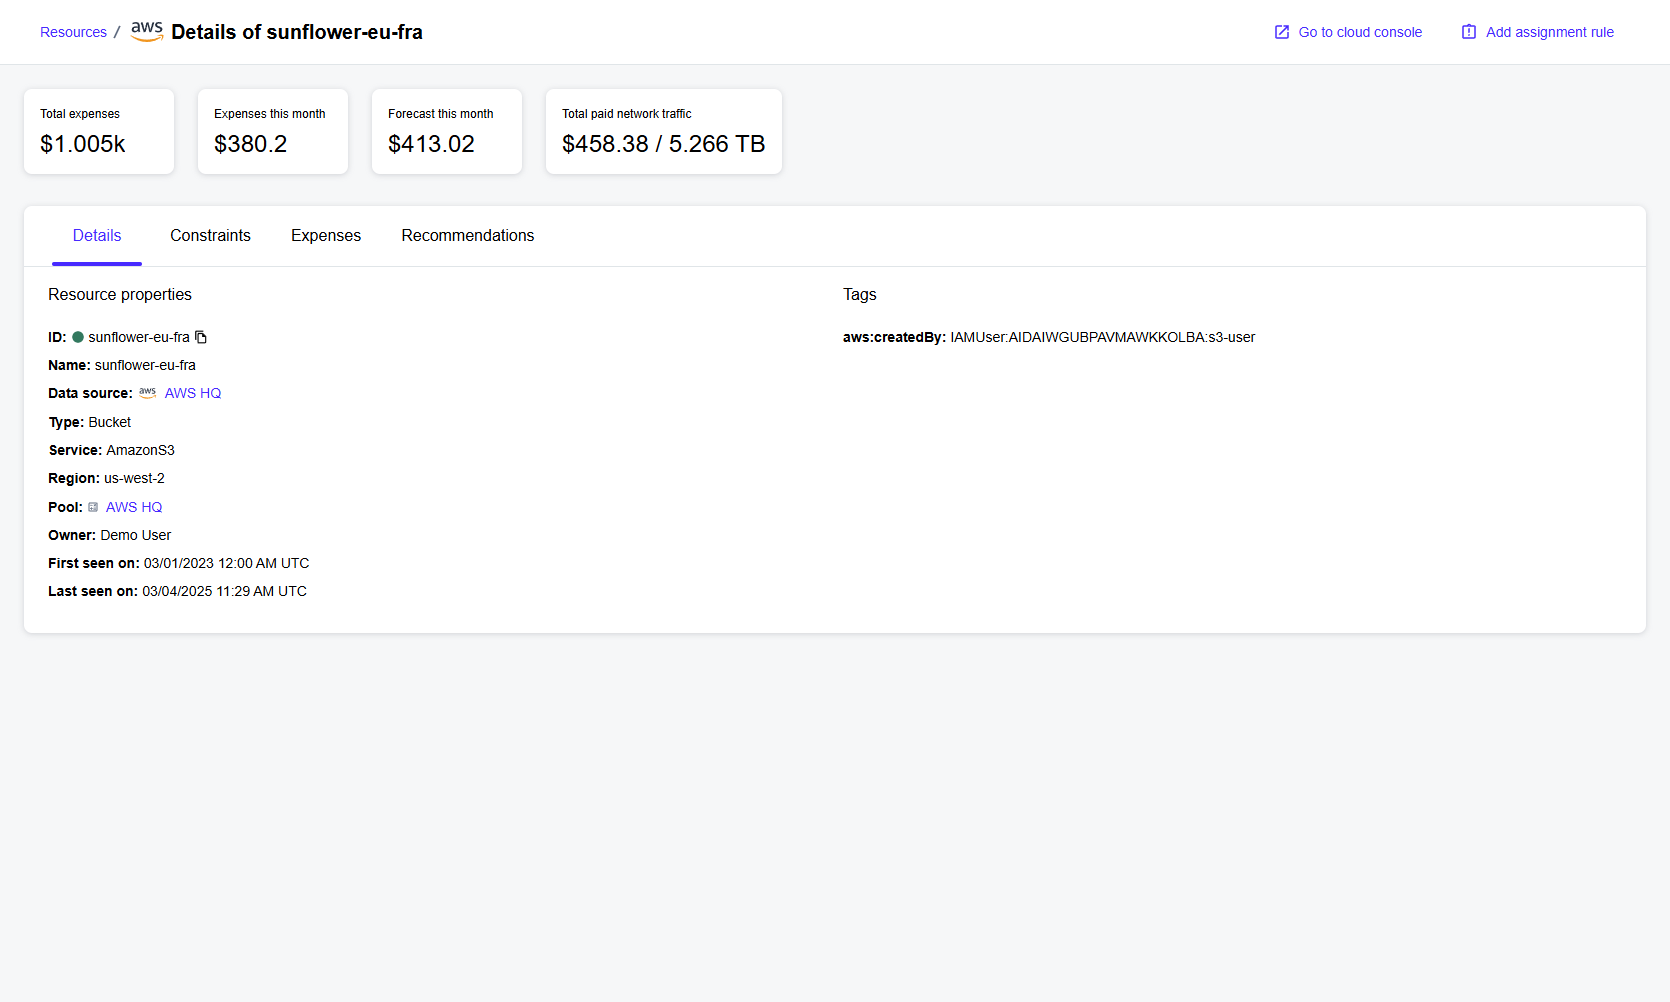 Resources / aws Details of sunflower-eu-fra
Go to cloud console
Add assignment rule
Total expenses
$1.005k
Expenses this month
$380.2
Forecast this month
$413.02
Total paid network traffic
$458.38 / 5.266 TB
Details
Constraints
Expenses
Recommendations
Resource properties
ID: sunflower-eu-fra
Name: sunflower-eu-fra
Data source: aws AWS HQ
Type: Bucket
Service: AmazonS3
Region: us-west-2
Pool: AWS HQ
Owner: Demo User
First seen on: 03/01/2023 12:00 AM UTC
Last seen on: 03/04/2025 11:29 AM UTC
Tags
aws:createdBy: IAMUser:AIDAIWGUBPAVMAWKKOLBA:s3-user